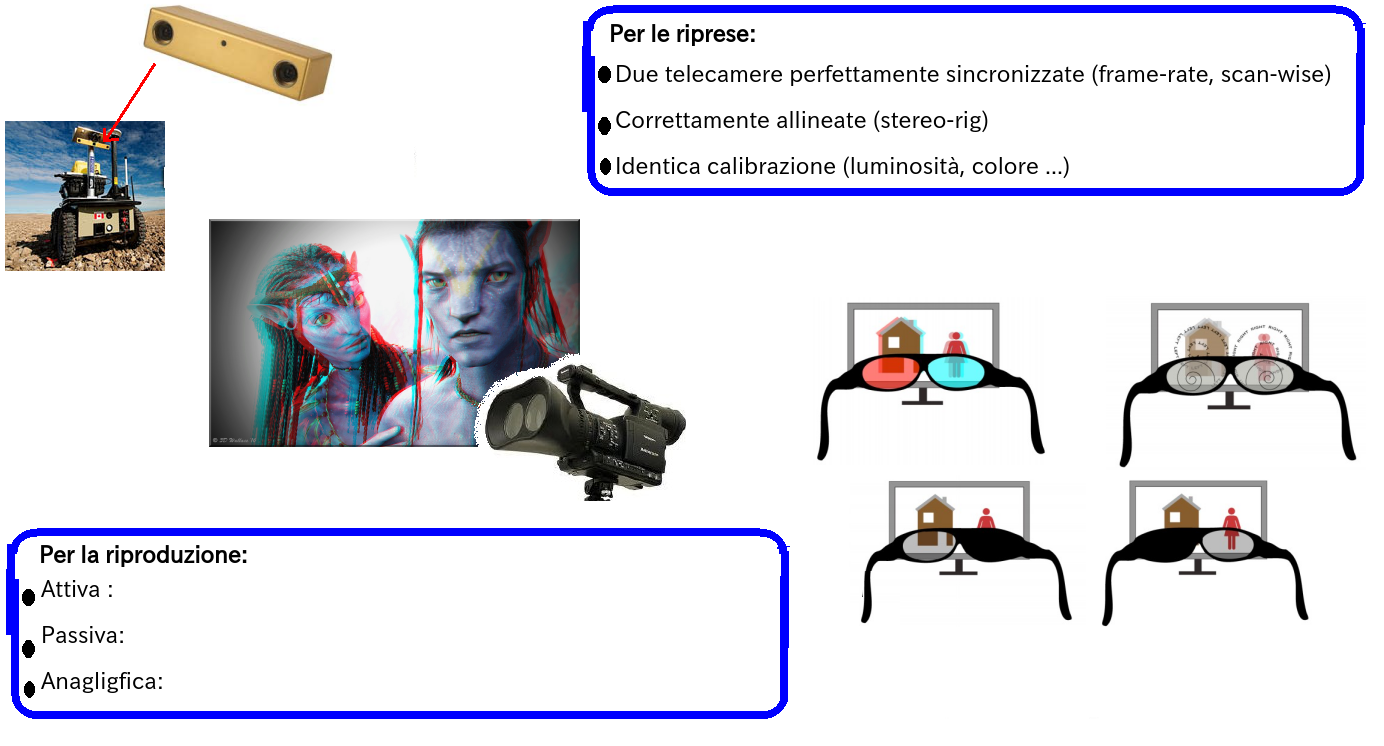 Per le riprese:
Due telecamere perfettamente sincronizzate (frame-rate, scan-wise)
Correttamente allineate (stereo-rig)
Identica calibrazione (luminosità, colore ...)
Per la riproduzione:
Attiva :
Passiva:
Anagligfica: